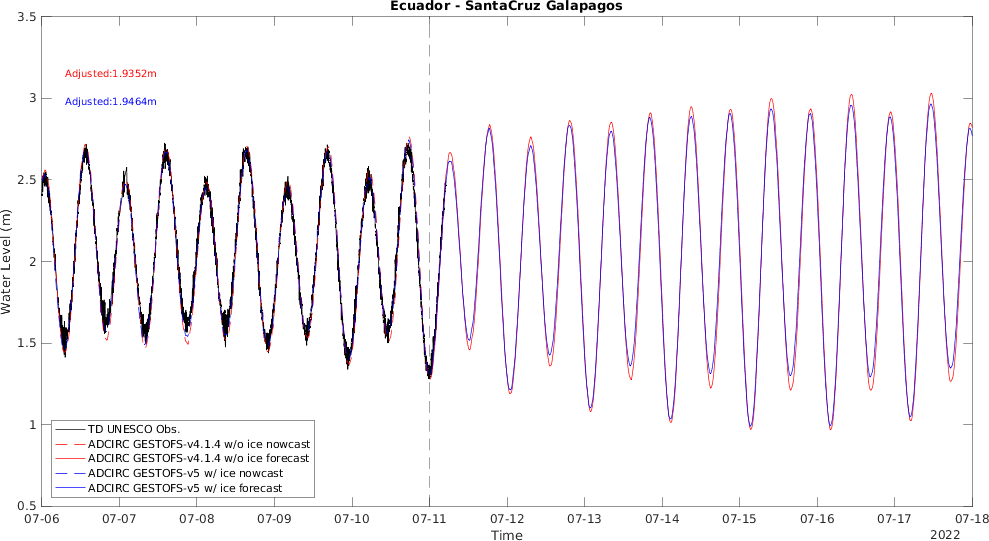 Ecuador - SantaCruz Galapagos
3.5
3
2.5
2
1.5
1
0.5
Water Level (m)
Adjusted:1.9352m
Adjusted:1.9464m
TD UNESCO Obs.
ADCIRC GESTOFS-v4.1.4 w/o ice nowcast
ADCIRC GESTOFS-v4.1.4 w/o ice forecast
ADCIRC GESTOFS-v5 w/ ice nowcast
ADCIRC GESTOFS-v5 w/ ice forecast
07-06 07-07 07-08 07-09 07-10 07-11 07-12 07-13 07-14 07-15 07-16 07-17 07-18
Time
2022